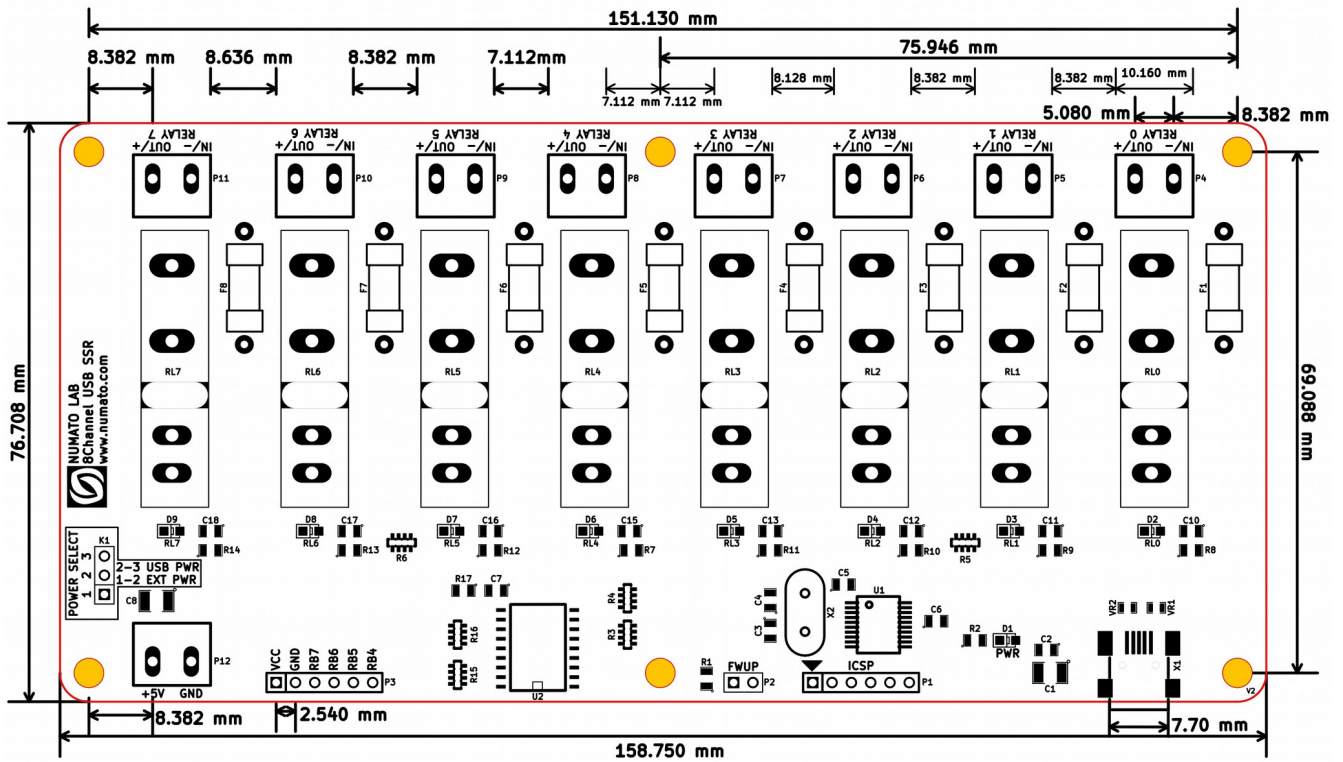 151.130 mm
75.946 mm
8.382 mm
8.636 mm
8.382 mm
7.112mm
7.112 mm
7.112 mm
8.128 mm
8.382 mm
8.382 mm
10.160 mm
5.080 mm
8.382 mm
RELAY 7
OUT/+ IN/-
P11
RELAY 6
OUT/+ IN/-
P10
RELAY 5
OUT/+ IN/-
P9
RELAY 4
OUT/+ IN/-
P8
RELAY 3
OUT/+ IN/-
P7
RELAY 2
OUT/+ IN/-
P6
RELAY 1
OUT/+ IN/-
P5
RELAY 0
OUT/+ IN/-
P4
F8
F7
F6
F5
F4
F3
F2
F1
RL7
RL6
RL5
RL4
RL3
RL2
RL1
RL0
76.708 mm
69.088 mm
NUMATO LAB
8Channel USB SSR
www.numato.com
D9
RL7
C18
R14
D8
RL6
C17
R13
R6
D7
RL5
C16
R12
D6
RL4
C15
R7
D5
RL3
C13
R11
D4
RL2
C12
R10
R5
D3
RL1
C11
R9
D2
RL0
C10
R8
POWER SELECT
K1
1 2 3
2-3 USB PWR
1-2 EXT PWR
C8
R17
C7
R4
R3
R16
R15
U2
C4
C3
X2
C5
U1
C6
R2
D1
PWR
C2
C1
VR2
VR1
X1
P12
+5V GND
VCC
GND
RB7
RB6
RB5
RB4
P3
R1
FWUP
P2
ICSP
P1
V2
8.382 mm
2.540 mm
7.70 mm
158.750 mm